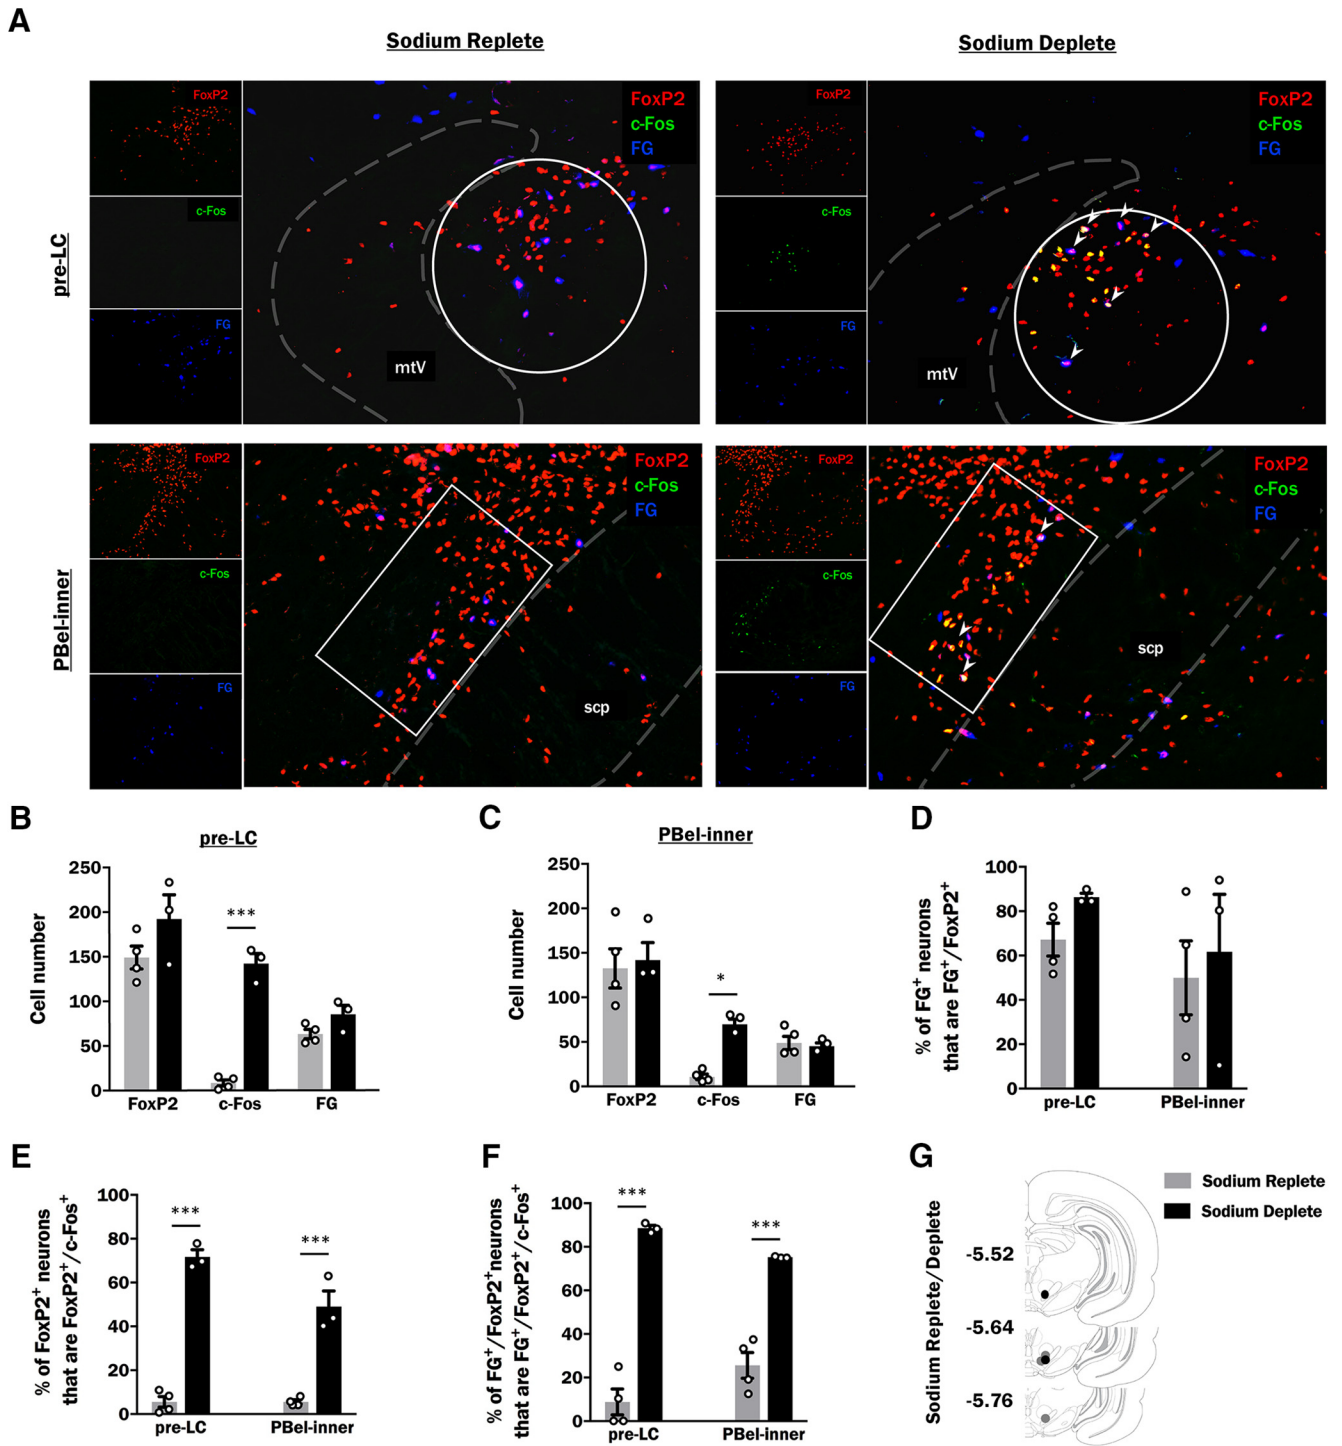 A
Sodium Replete
Sodium Deplete
pre-LC
FoxP2
c-Fos
FG
FoxP2
c-Fos
FG
mtV
FoxP2
c-Fos
FG
FoxP2
c-Fos
FG
mtV
PBel-inner
FoxP2
c-Fos
FG
FoxP2
c-Fos
FG
scp
FoxP2
c-Fos
FG
FoxP2
c-Fos
FG
scp
B
pre-LC
Cell number
250
200
150
100
50
0
***
FoxP2 c-Fos FG
C
PBel-inner
Cell number
250
200
150
100
50
0
*
FoxP2 c-Fos FG
D
% of FG⁺ neurons
that are FG⁺/FoxP2⁺
100
80
60
40
20
0
pre-LC PBel-inner
E
% of FoxP2⁺ neurons
that are FoxP2⁺/c-Fos⁺
100
80
60
40
20
0
***
***
pre-LC PBel-inner
F
% of FG⁺/FoxP2⁺neurons
that are FG⁺/FoxP2⁺/c-Fos⁺
100
80
60
40
20
0
***
***
pre-LC PBel-inner
G
Sodium Replete/Deplete
-5.52
-5.64
-5.76
Sodium Replete
Sodium Deplete